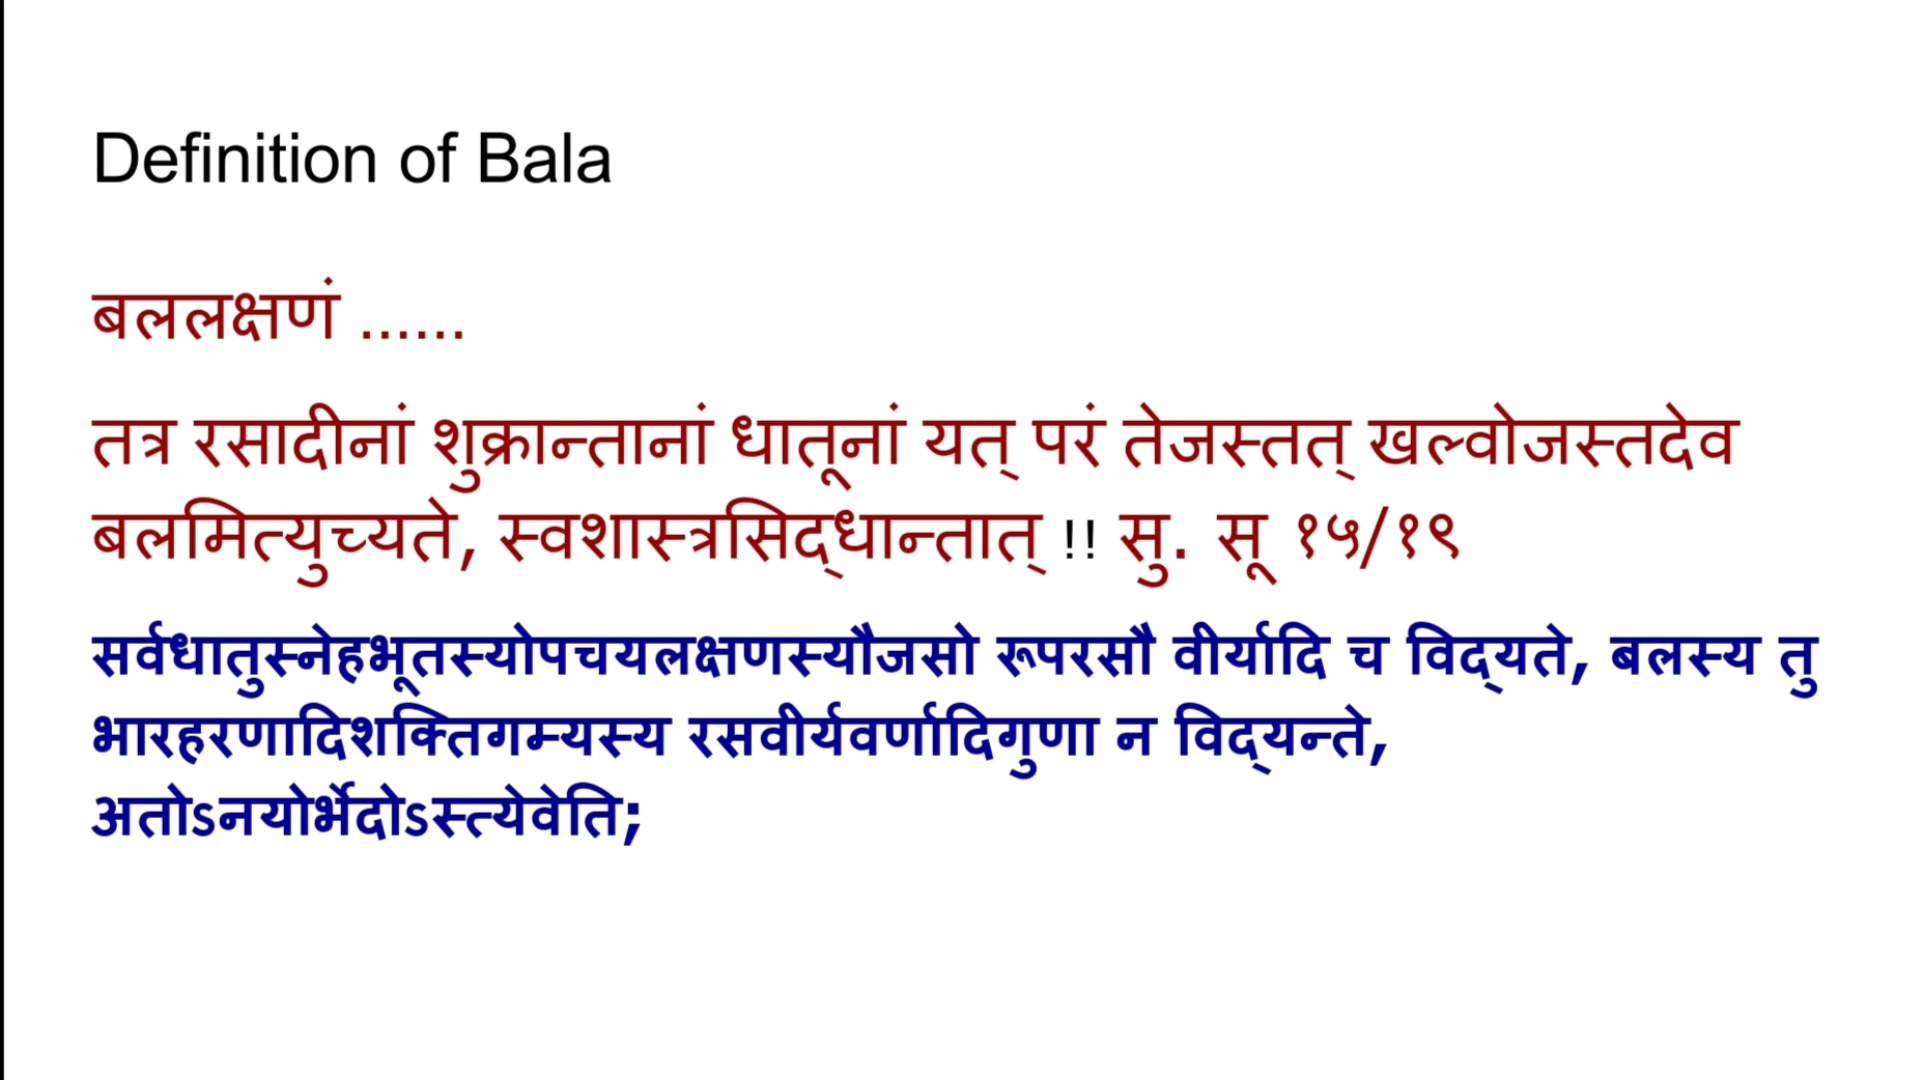 Definition of Bala
बललक्षणं ......
तत्र रसादीनां शुक्रान्तानां धातूनां यत् परं तेजस्तत् खल्वोजस्तदेव
बलमित्युच्यते, स्वशास्त्रसिद्धान्तात् !! सु. सू १५/१९
सर्वधातुस्नेहभूतस्योपचयलक्षणस्यौजसो रूपरसौ वीर्यादि च विद्यते, बलस्य तु
भारहरणादिशक्तिगम्यस्य रसवीर्यवर्णादिगुणा न विद्यन्ते,
अतोऽनयोर्भेदोऽस्त्येवेति;